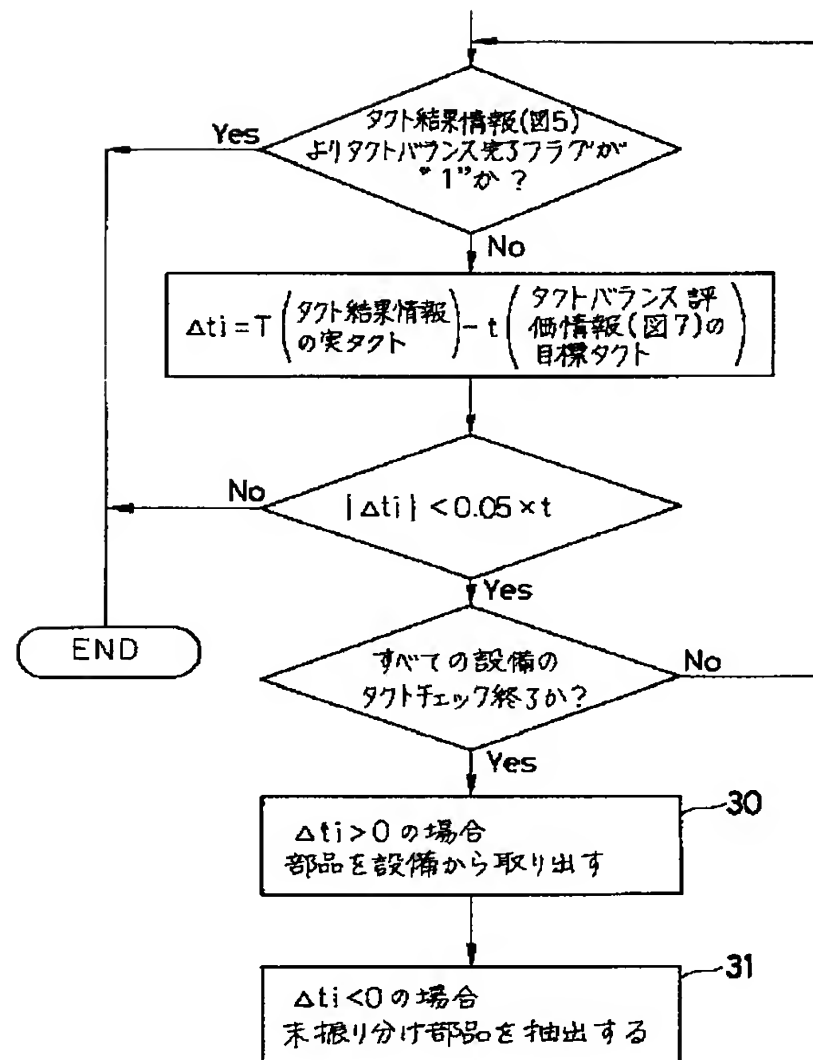 タクト結果情報(図5)
よりタクトバランス完了フラグが
"1"か?
Yes
No
Δti=T(タクト結果情報の実タクト)-t(タクトバランス評価情報(図7)の目標タクト)
|Δti|<0.05×t
No
Yes
END
すべての設備の
タクトチェック終了か?
No
Yes
30
Δti>0の場合
部品を設備から取り出す
31
Δti<0の場合
未振り分け部品を抽出する